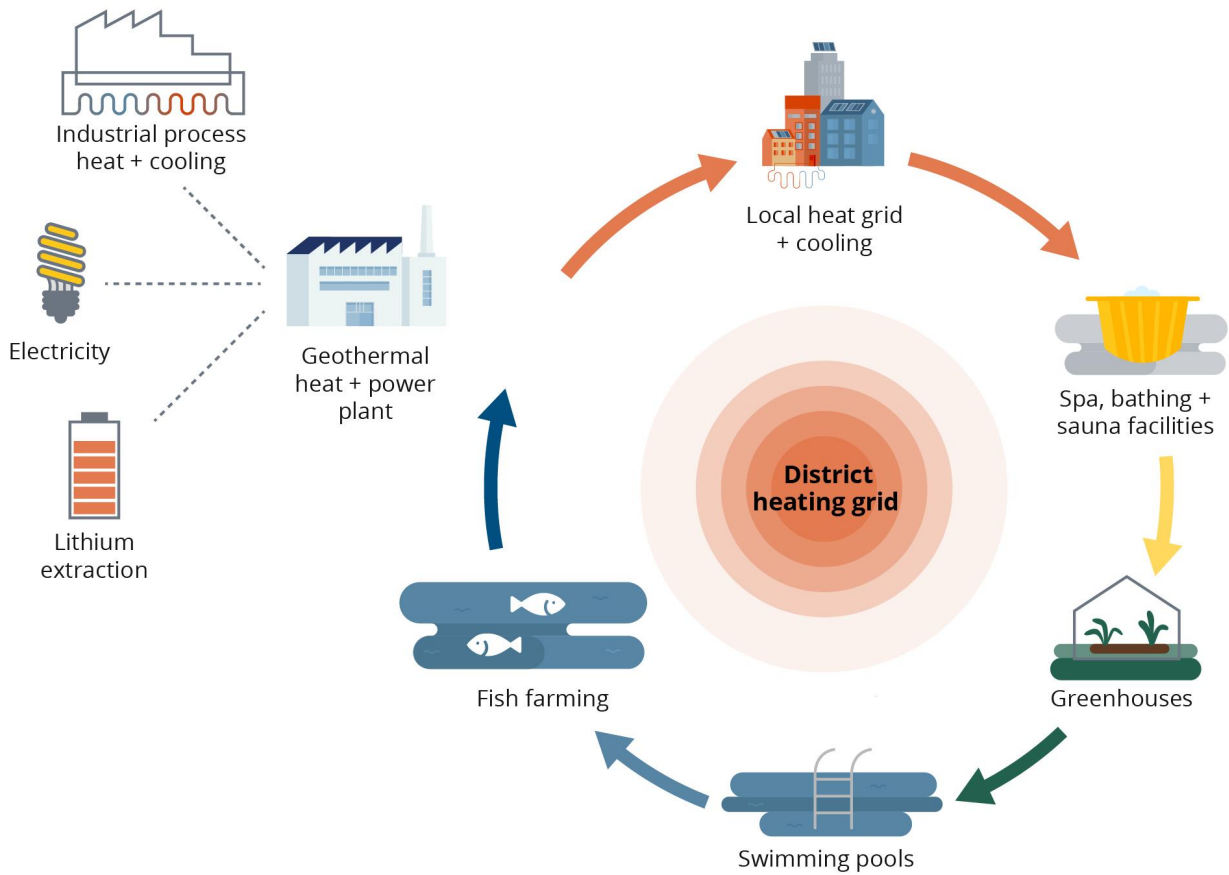 Industrial process
heat + cooling
Electricity
Lithium
extraction
Geothermal
heat + power
plant
Local heat grid
+ cooling
Spa, bathing +
sauna facilities
Greenhouses
Swimming pools
Fish farming
District
heating grid